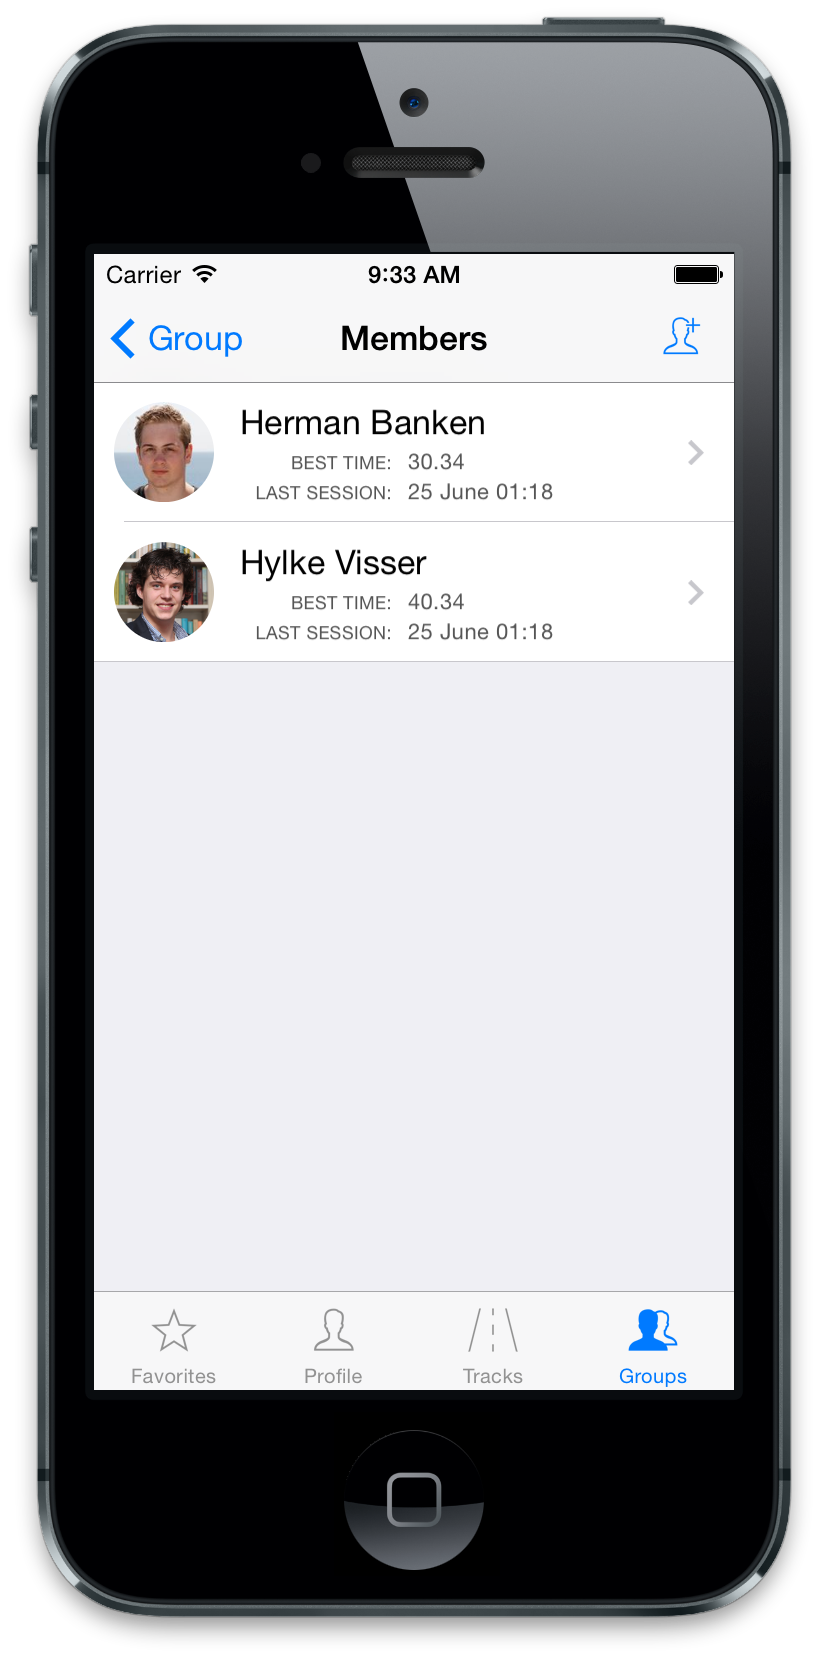 Carrier 9:33 AM
Group Members
Herman Banken
BEST TIME: 30.34
LAST SESSION: 25 June 01:18
Hylke Visser
BEST TIME: 40.34
LAST SESSION: 25 June 01:18
Favorites Profile Tracks Groups